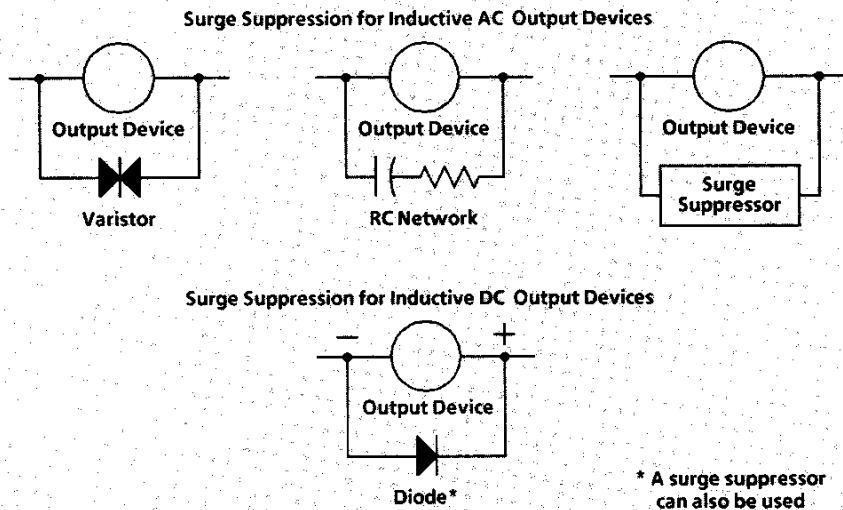 Surge Suppression for Inductive AC Output Devices
Output Device
Varistor
Output Device
RC Network
Output Device
Surge
Suppressor
Surge Suppression for Inductive DC Output Devices
− +
Output Device
Diode*
* A surge suppressor
can also be used